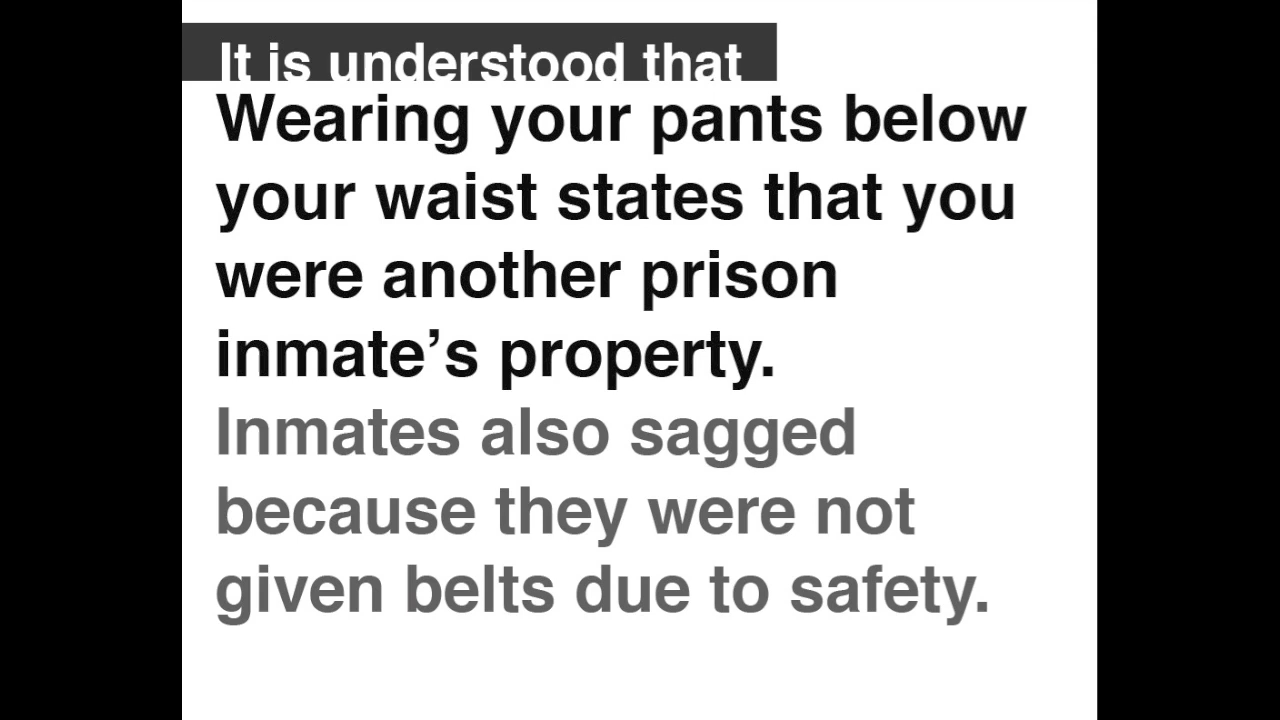 It is understood that
Wearing your pants below
your waist states that you
were another prison
inmate’s property.
Inmates also sagged
because they were not
given belts due to safety.